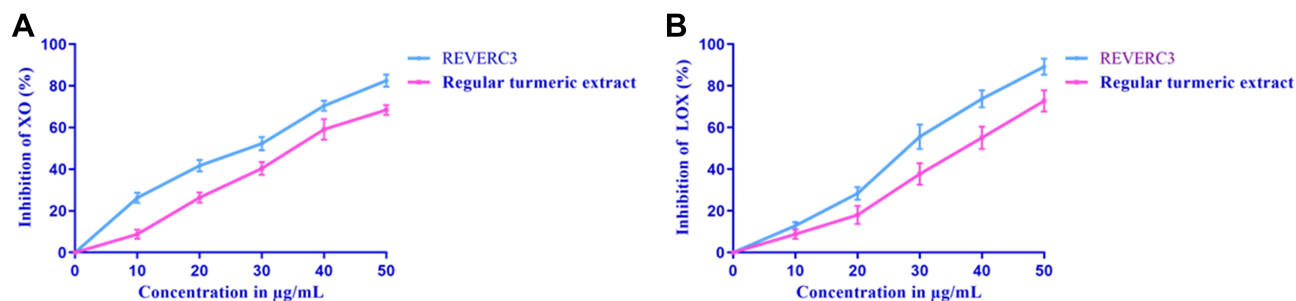 A
Inhibition of XO (%)
100
80
60
40
20
0
0 10 20 30 40 50
Concentration in µg/mL
REVERC3
Regular turmeric extract
B
Inhibition of LOX (%)
100
80
60
40
20
0
0 10 20 30 40 50
Concentration in µg/mL
REVERC3
Regular turmeric extract